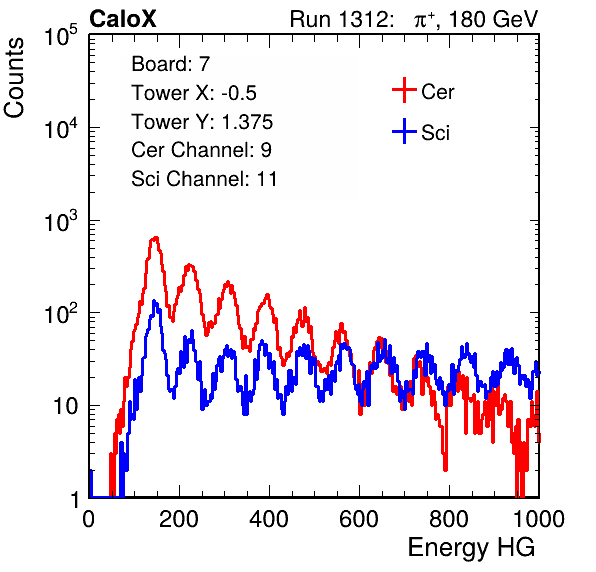 CaloX Run 1312: π⁺, 180 GeV
Board: 7
Tower X: -0.5
Tower Y: 1.375
Cer Channel: 9
Sci Channel: 11
Cer
Sci
Counts
10⁵
10⁴
10³
10²
10
1
0 200 400 600 800 1000
Energy HG